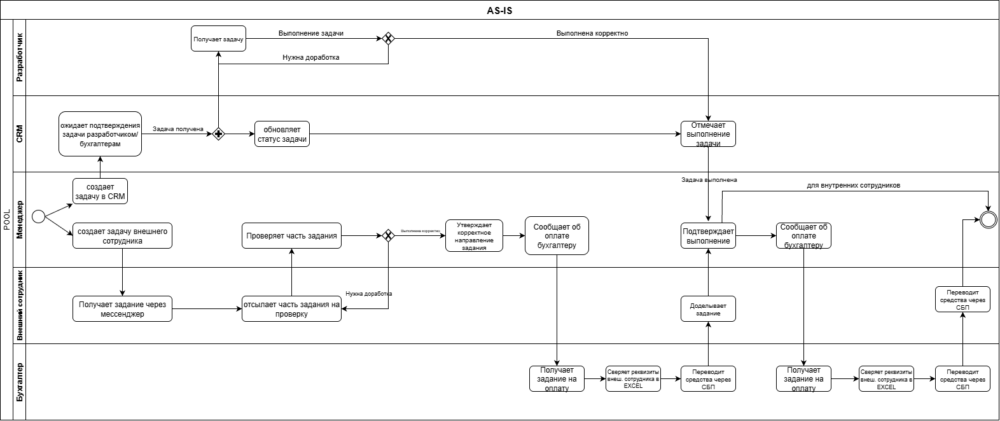 AS-IS
POOL
Разработчик
Получает задачу
Выполнение задачи
Нужна доработка
Выполнена корректно
CRM
ожидает подтверждения
задачи разработчиком/
бухгалтерам
Задача получена
обновляет
статус задачи
Отмечает
выполнение
задачи
Менеджер
создает
задачу в CRM
создает задачу внешнего
сотрудника
Проверяет часть задания
Выполнена корректно
Утверждает
корректное
направление
задания
Сообщает об
оплате
бухгалтеру
Задача выполнена
для внутренних сотрудников
Подтверждает
выполнение
Сообщает об
оплате
бухгалтеру
Внешний сотрудник
Получает задание через
мессенджер
отсылает часть задания на
проверку
Нужна доработка
Доделывает
задание
Переводит
средства через
СБП
Бухгалтер
Получает
задание на
оплату
Сверяет реквизиты
внеш. сотрудника в
EXCEL
Переводит
средства через
СБП
Получает
задание на
оплату
Сверяет реквизиты
внеш. сотрудника в
EXCEL
Переводит
средства через
СБП